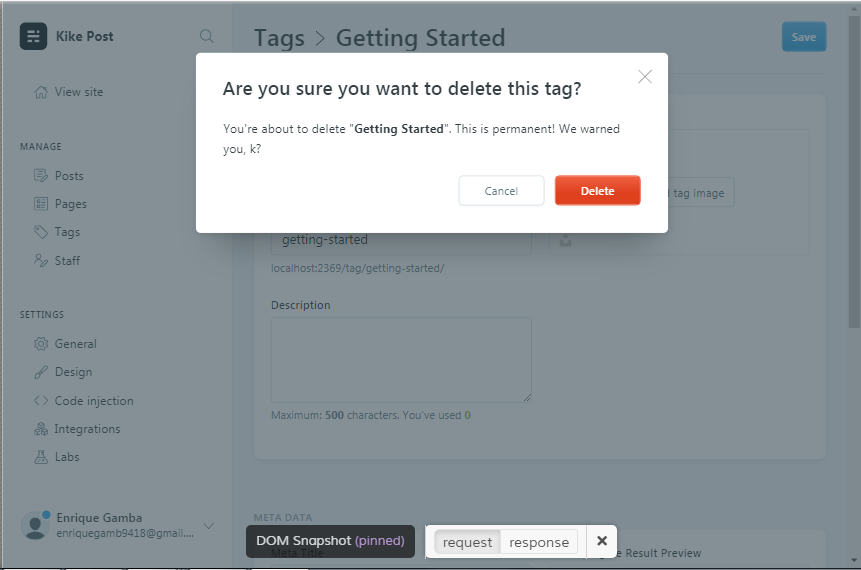 Kike Post
Tags > Getting Started
Save
View site
Are you sure you want to delete this tag?
You're about to delete "Getting Started". This is permanent! We warned
you, k?
Cancel
Delete
MANAGE
Posts
Pages
Tags
Staff
tag image
getting-started
localhost:2369/tag/getting-started/
Description
Maximum: 500 characters. You've used 0
SETTINGS
General
Design
Code injection
Integrations
Labs
Enrique Gamba
enriquegamb9418@gmail....
META DATA
Meta Title
Result Preview
DOM Snapshot (pinned)
request
response